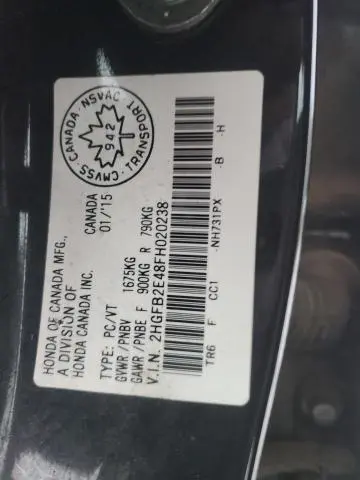 HONDA OF CANADA MFG.,
A DIVISION OF
HONDA CANADA INC.
CANADA
01/'15
CMVSS-CANADA-NSVAC
TRANSPORT
942
TYPE: PC/VT
GVWR/PNBV 1675KG
GAWR/PNBE F 900KG R 790KG
V.I.N. 2HGFB2E48FH020238
TR6 F CC1 -NH731PX -B -H